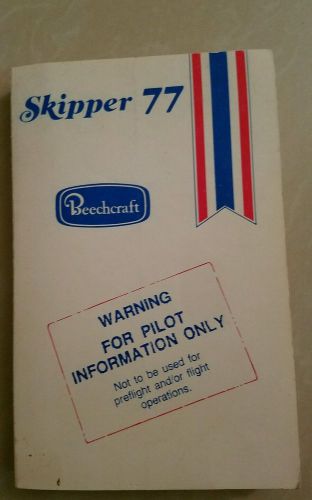 Skipper 77
Beechcraft
WARNING
FOR PILOT
INFORMATION ONLY
Not to be used for
preflight and/or flight
operations.